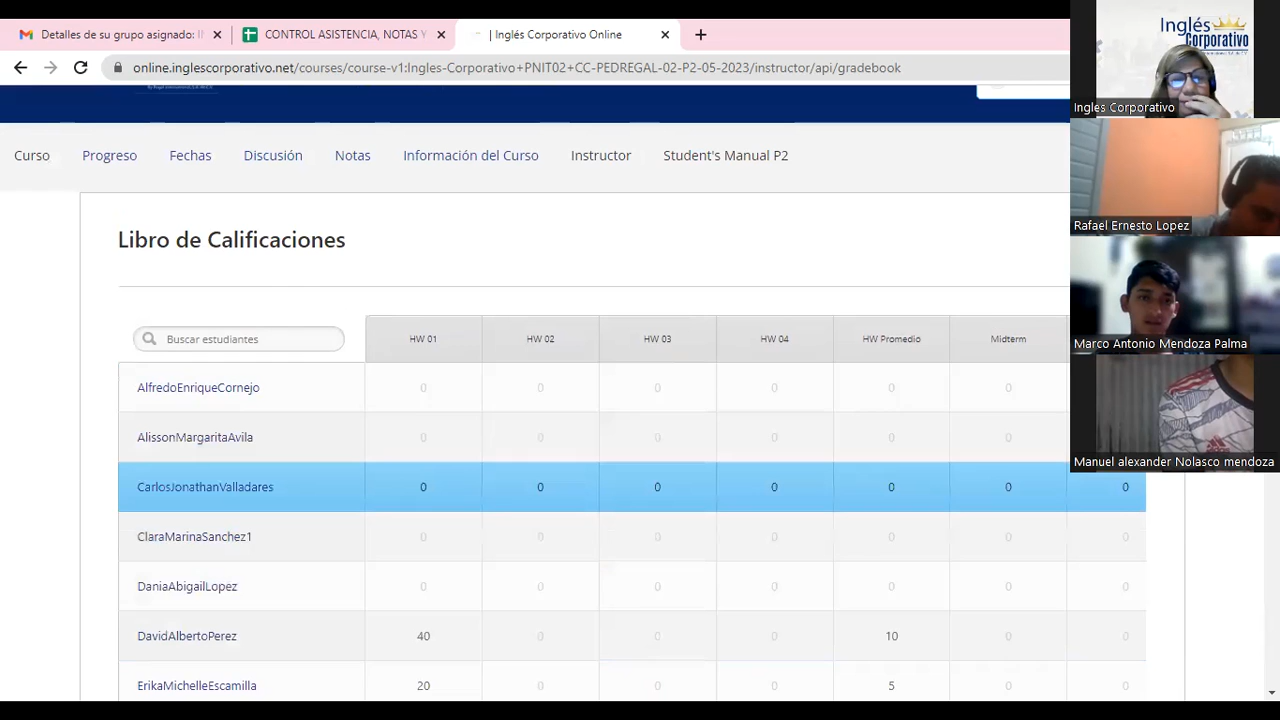 Detalles de su grupo asignado: I
CONTROL ASISTENCIA, NOTAS Y
| Inglés Corporativo Online
online.inglescorporativo.net/courses/course-v1:Ingles-Corporativo+PNIT02+CC-PEDREGAL-02-P2-05-2023/instructor/api/gradebook
Curso Progreso Fechas Discusión Notas Información del Curso Instructor Student's Manual P2
Libro de Calificaciones
Buscar estudiantes HW 01 HW 02 HW 03 HW 04 HW Promedio Midterm
AlfredoEnriqueCornejo 0 0 0 0 0 0 0
AlissonMargaritaAvila 0 0 0 0 0 0 0
CarlosJonathanValladares 0 0 0 0 0 0 0
ClaraMarinaSanchez1 0 0 0 0 0 0 0
DaniaAbigailLopez 0 0 0 0 0 0 0
DavidAlbertoPerez 40 0 0 0 10 0 0
ErikaMichelleEscamilla 20 0 0 0 5 0 0
Inglés
Corporativo
Ingles Corporativo
Rafael Ernesto Lopez
Marco Antonio Mendoza Palma
Manuel alexander Nolasco mendoza